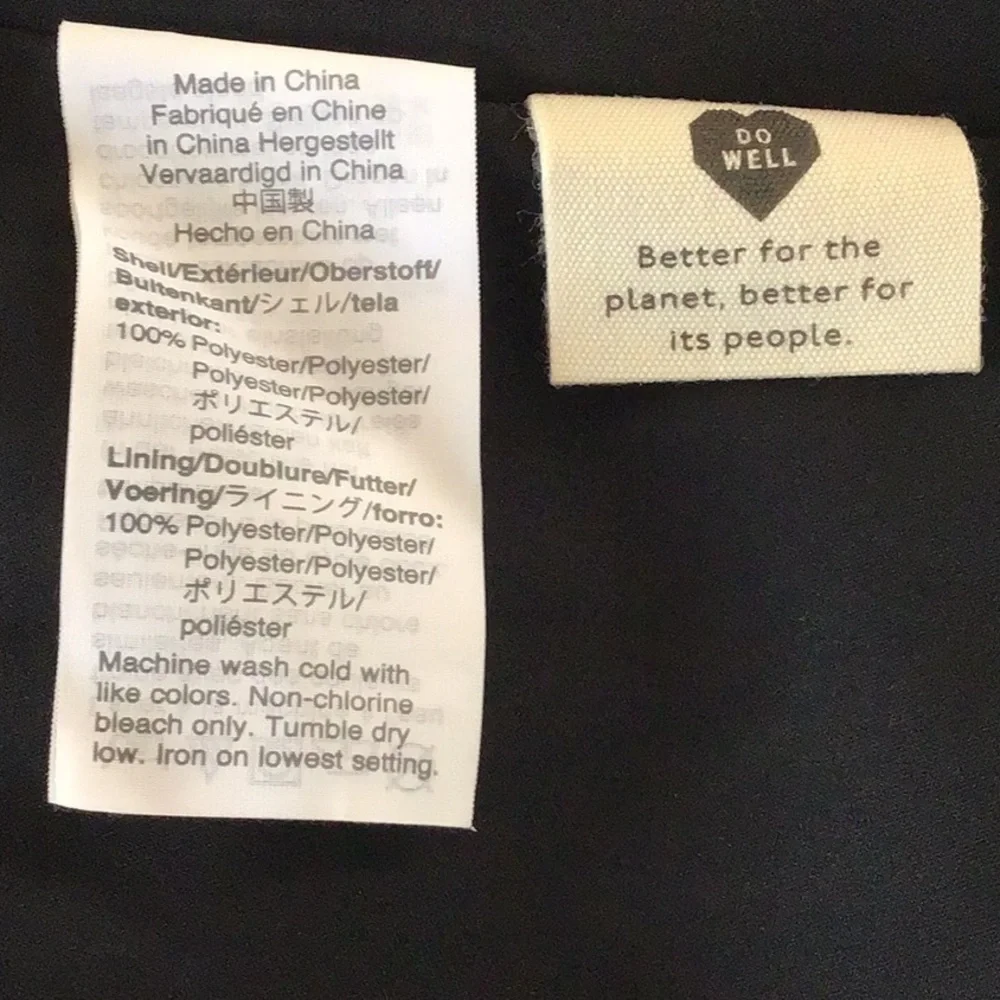 Made in China
Fabriqué en Chine
in China Hergestellt
Vervaardigd in China
中国製
Hecho en China
Shell/Extérieur/Oberstoff/
Buitenkant/シェル/tela
exterior:
100% Polyester/Polyester/
Polyester/Polyester/
ポリエステル/
poliéster
Lining/Doublure/Futter/
Voering/ライニング/forro:
100% Polyester/Polyester/
Polyester/Polyester/
ポリエステル/
poliéster
Machine wash cold with
like colors. Non-chlorine
bleach only. Tumble dry
low. Iron on lowest setting.
DO
WELL
Better for the
planet, better for
its people.